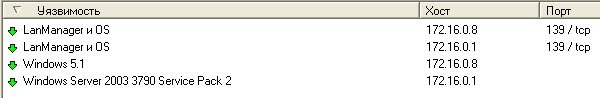 Уязвимость Хост Порт
LanManager и OS 172.16.0.8 139 / tcp
LanManager и OS 172.16.0.1 139 / tcp
Windows 5.1 172.16.0.8
Windows Server 2003 3790 Service Pack 2 172.16.0.1